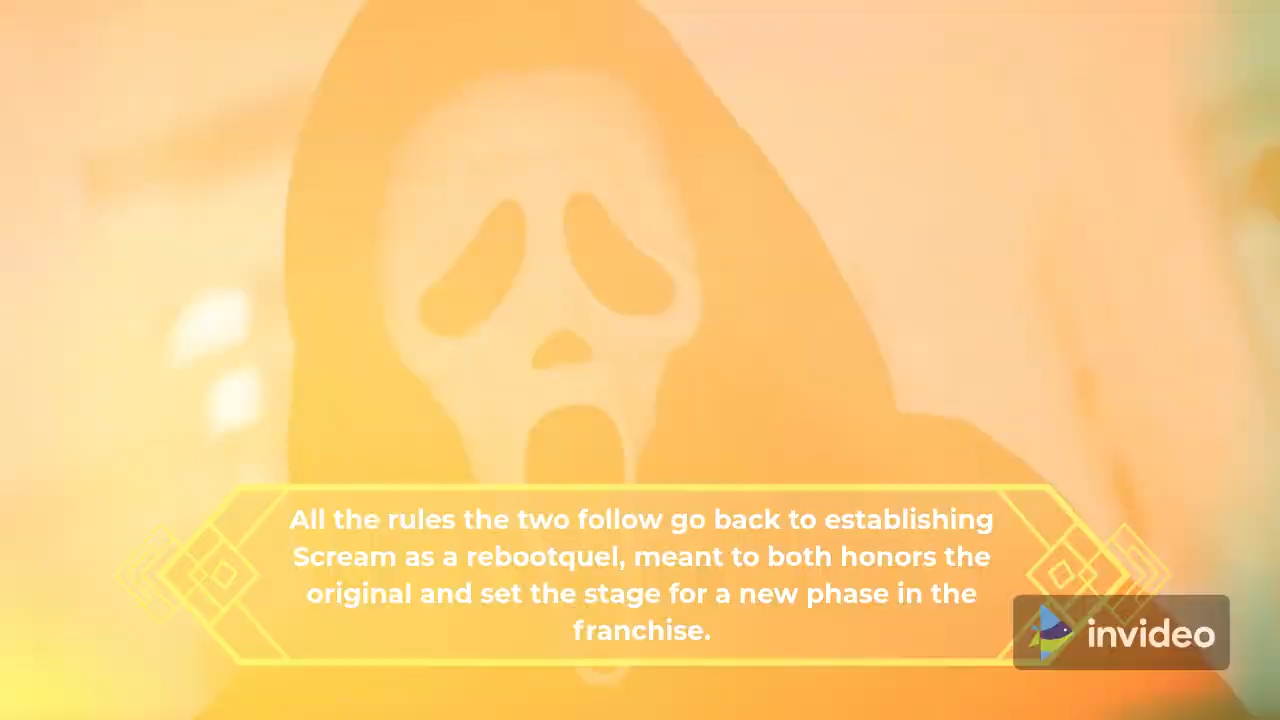 All the rules the two follow go back to establishing
Scream as a rebootquel, meant to both honors the
original and set the stage for a new phase in the
franchise.
invideo